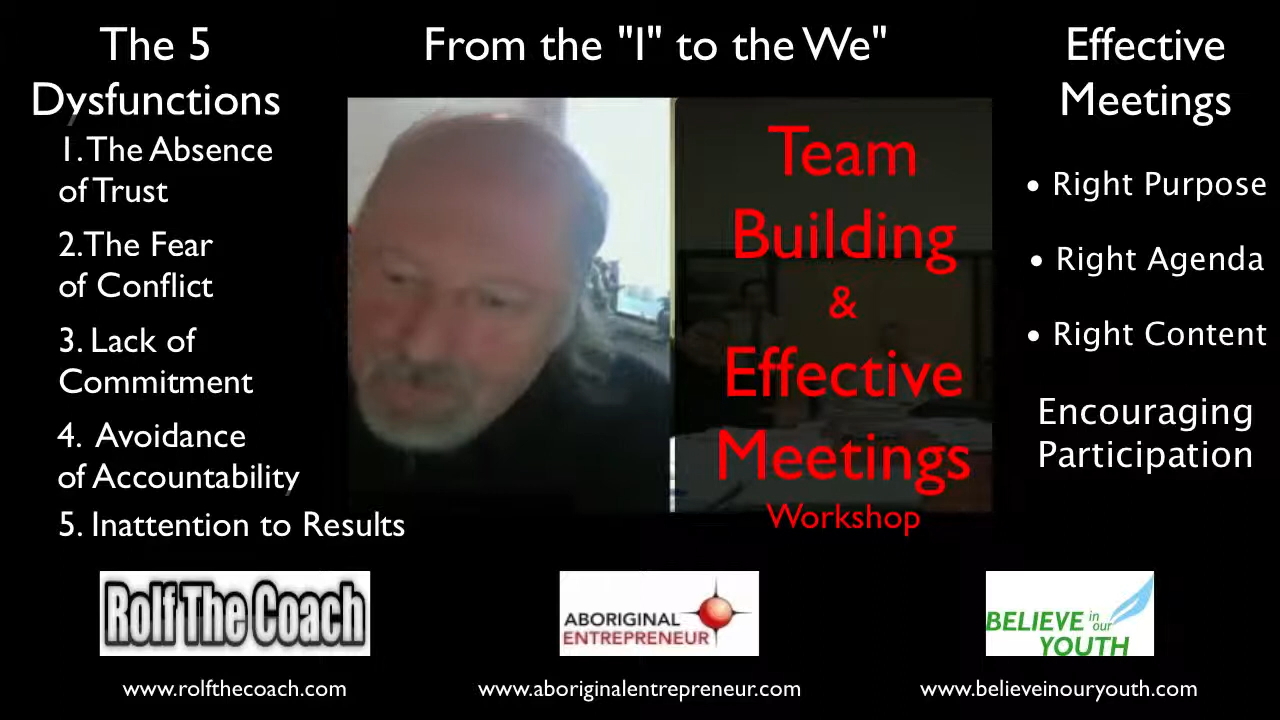 The 5
Dysfunctions
1. The Absence
of Trust
2.The Fear
of Conflict
3. Lack of
Commitment
4. Avoidance
of Accountability
5. Inattention to Results
From the "I" to the We"
Team
Building
&
Effective
Meetings
Workshop
Effective
Meetings
• Right Purpose
• Right Agenda
• Right Content
Encouraging
Participation
Rolf The Coach
ABORIGINAL
ENTREPRENEUR
BELIEVE in our
YOUTH
www.rolfthecoach.com
www.aboriginalentrepreneur.com
www.believeinouryouth.com